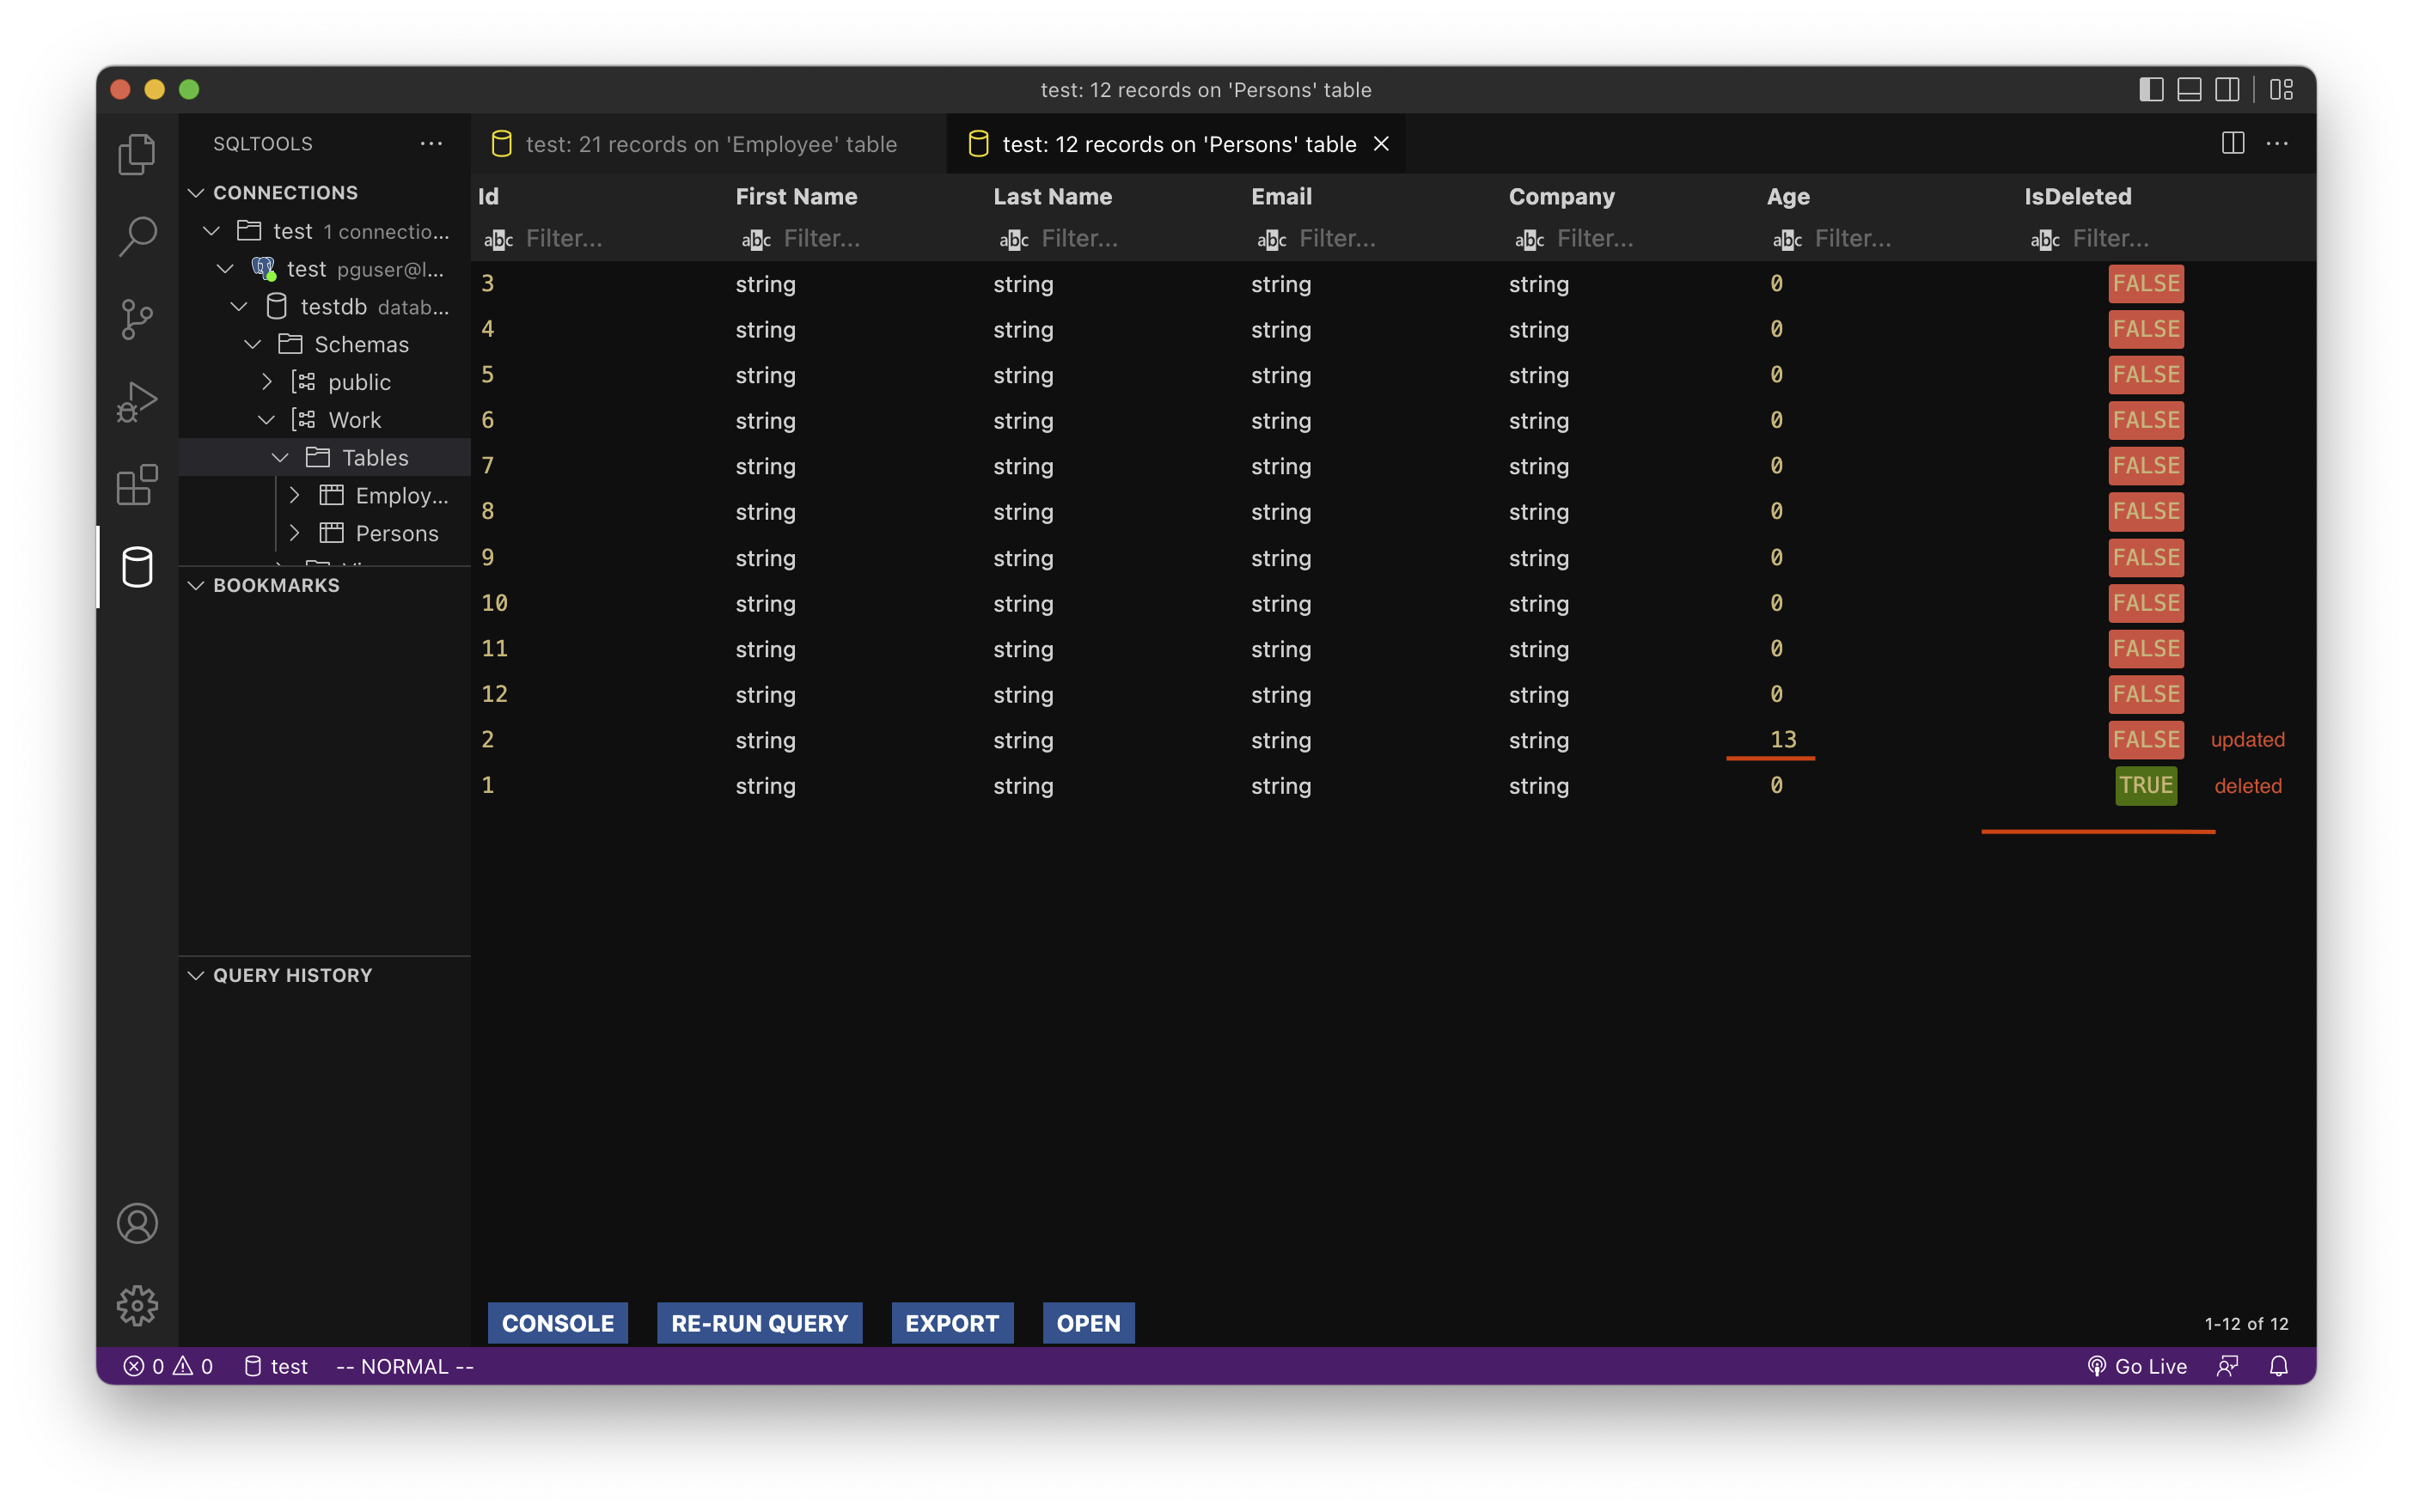 test: 12 records on 'Persons' table
SQLTOOLS
test: 21 records on 'Employee' table
test: 12 records on 'Persons' table
CONNECTIONS
test 1 connectio...
test pguser@l...
testdb datab...
Schemas
public
Work
Tables
Employ...
Persons
BOOKMARKS
QUERY HISTORY
Id First Name Last Name Email Company Age IsDeleted
abc Filter... abc Filter... abc Filter... abc Filter... abc Filter... abc Filter... abc Filter...
3 string string string string 0 FALSE
4 string string string string 0 FALSE
5 string string string string 0 FALSE
6 string string string string 0 FALSE
7 string string string string 0 FALSE
8 string string string string 0 FALSE
9 string string string string 0 FALSE
10 string string string string 0 FALSE
11 string string string string 0 FALSE
12 string string string string 0 FALSE
2 string string string string 13 FALSE updated
1 string string string string 0 TRUE deleted
CONSOLE RE-RUN QUERY EXPORT OPEN 1-12 of 12
0 0 test -- NORMAL -- Go Live